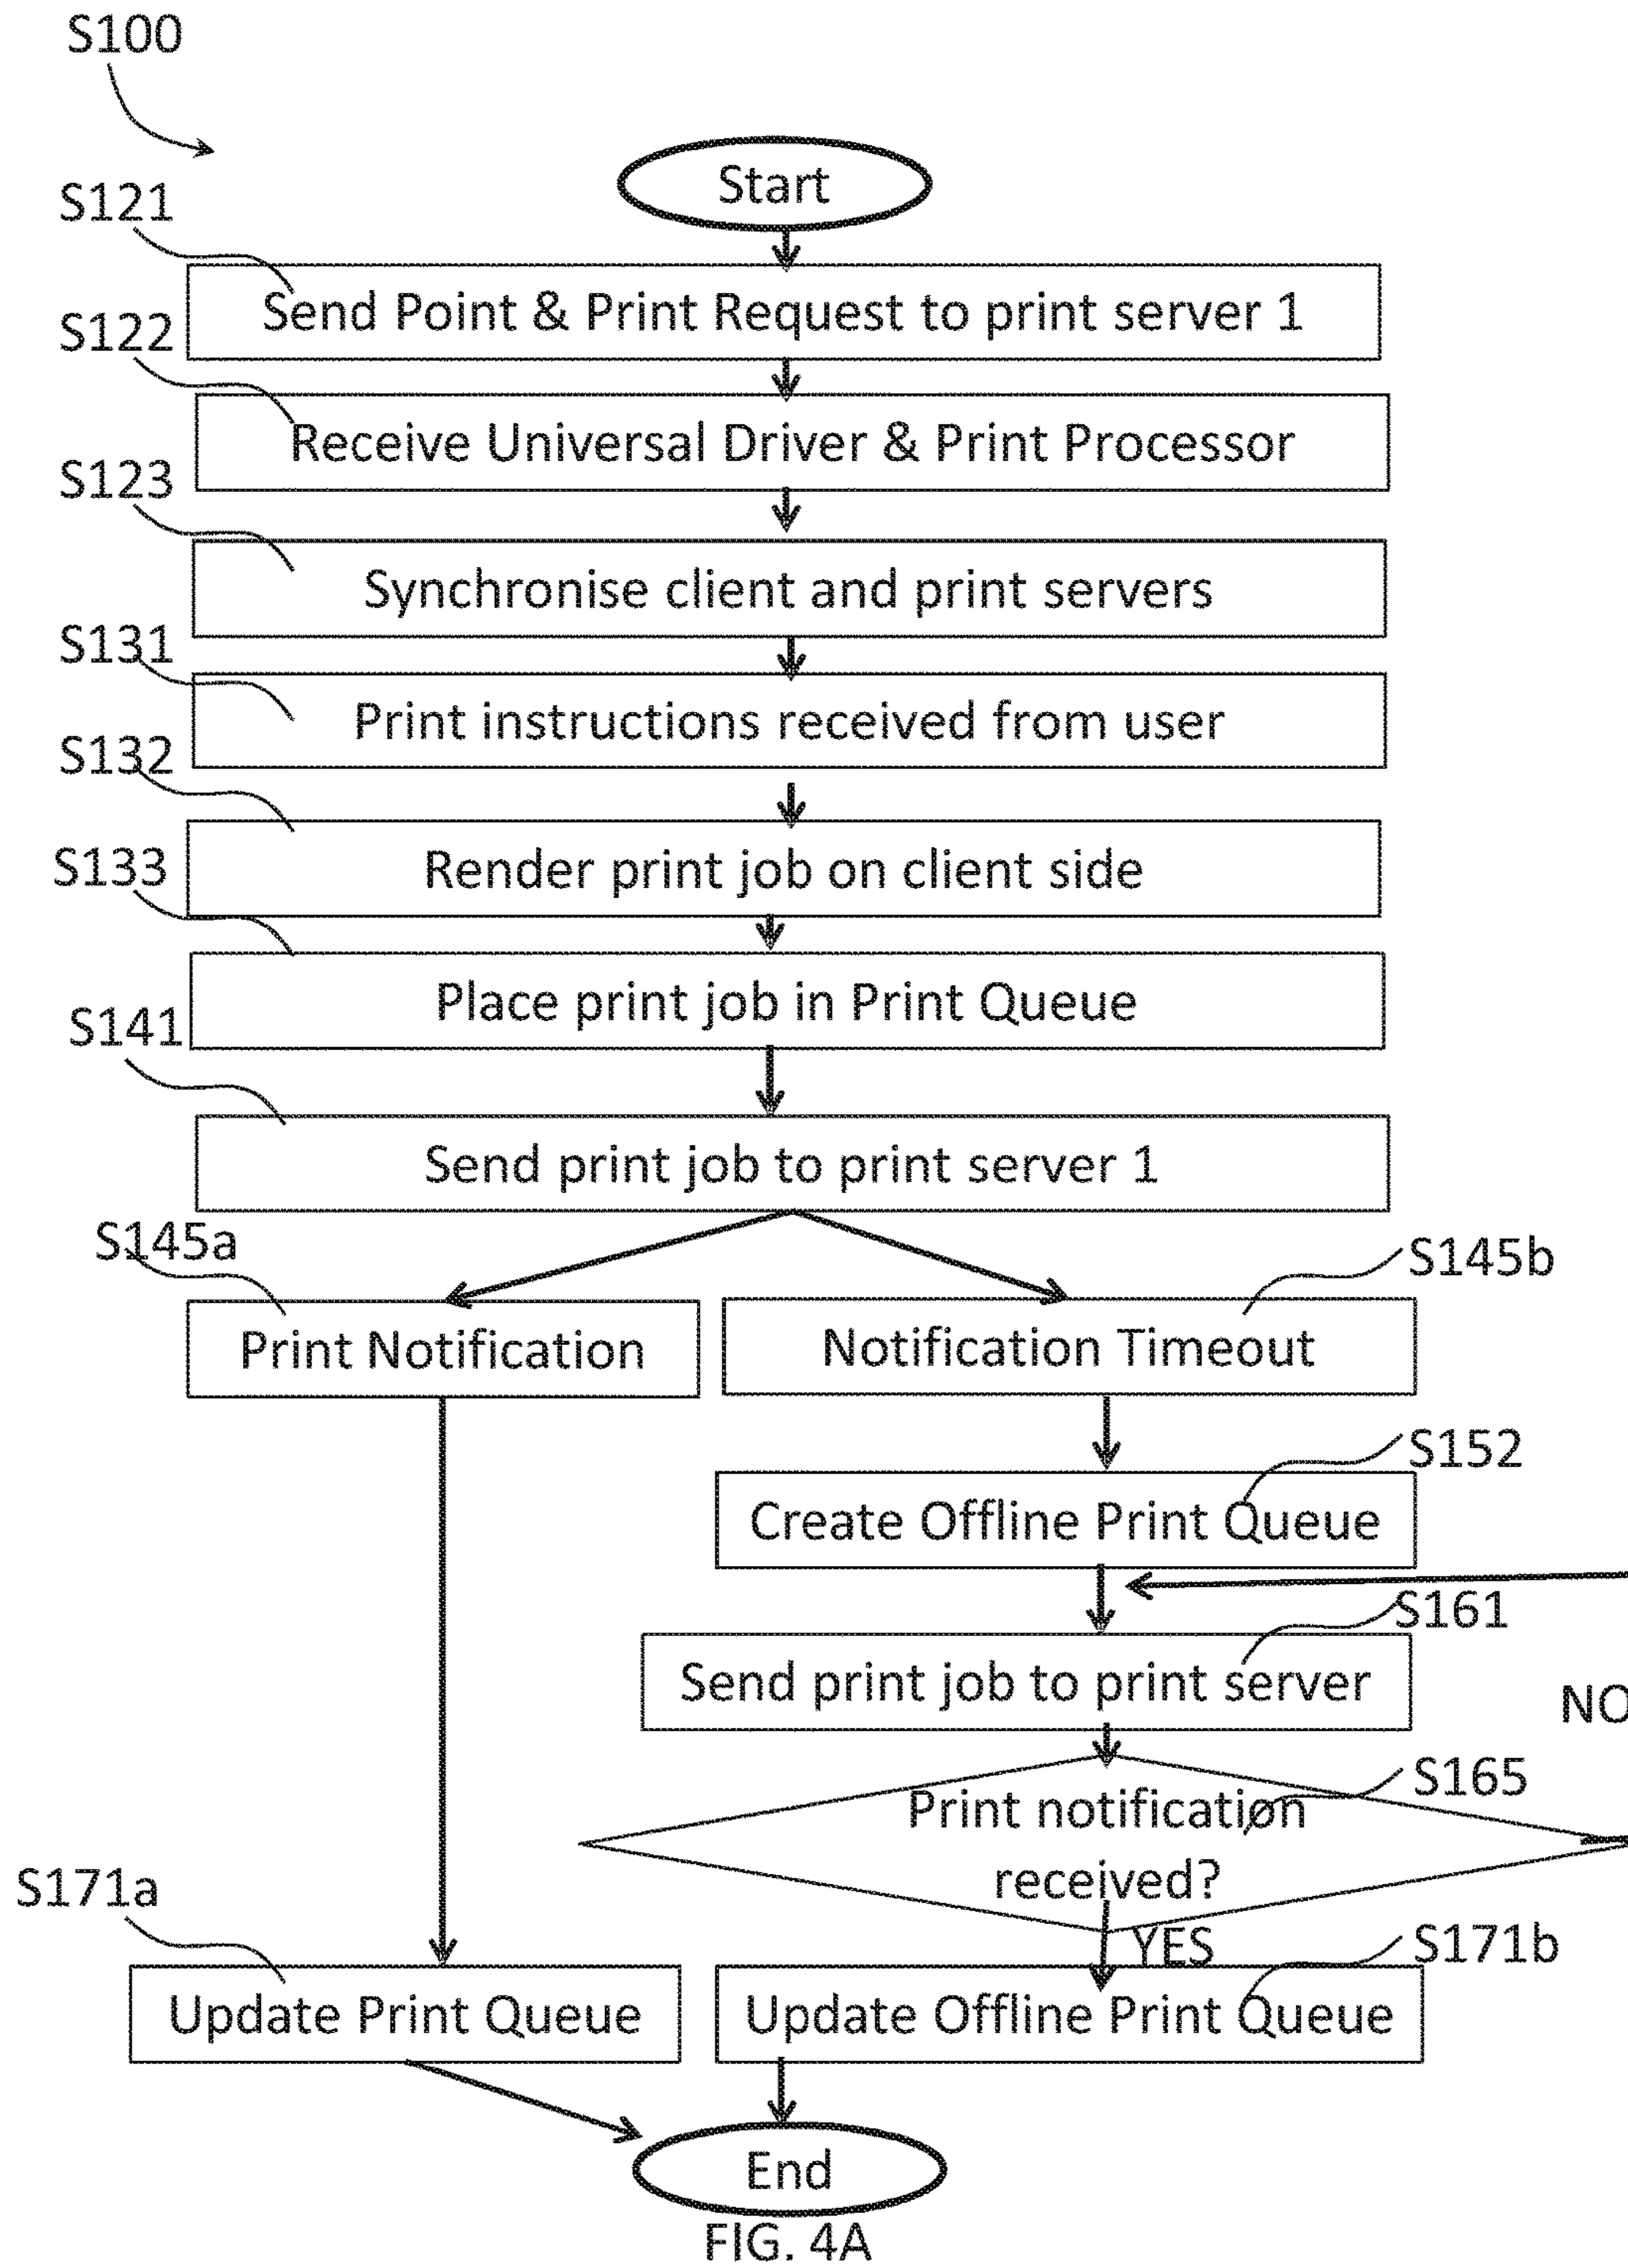 S100
Start
S121
Send Point & Print Request to print server 1
S122
Receive Universal Driver & Print Processor
S123
Synchronise client and print servers
S131
Print instructions received from user
S132
Render print job on client side
S133
Place print job in Print Queue
S141
Send print job to print server 1
S145a
S145b
Print Notification
Notification Timeout
S152
Create Offline Print Queue
S161
Send print job to print server
NO
S165
Print notification
received?
S171a
YES
S171b
Update Print Queue
Update Offline Print Queue
End
FIG. 4A